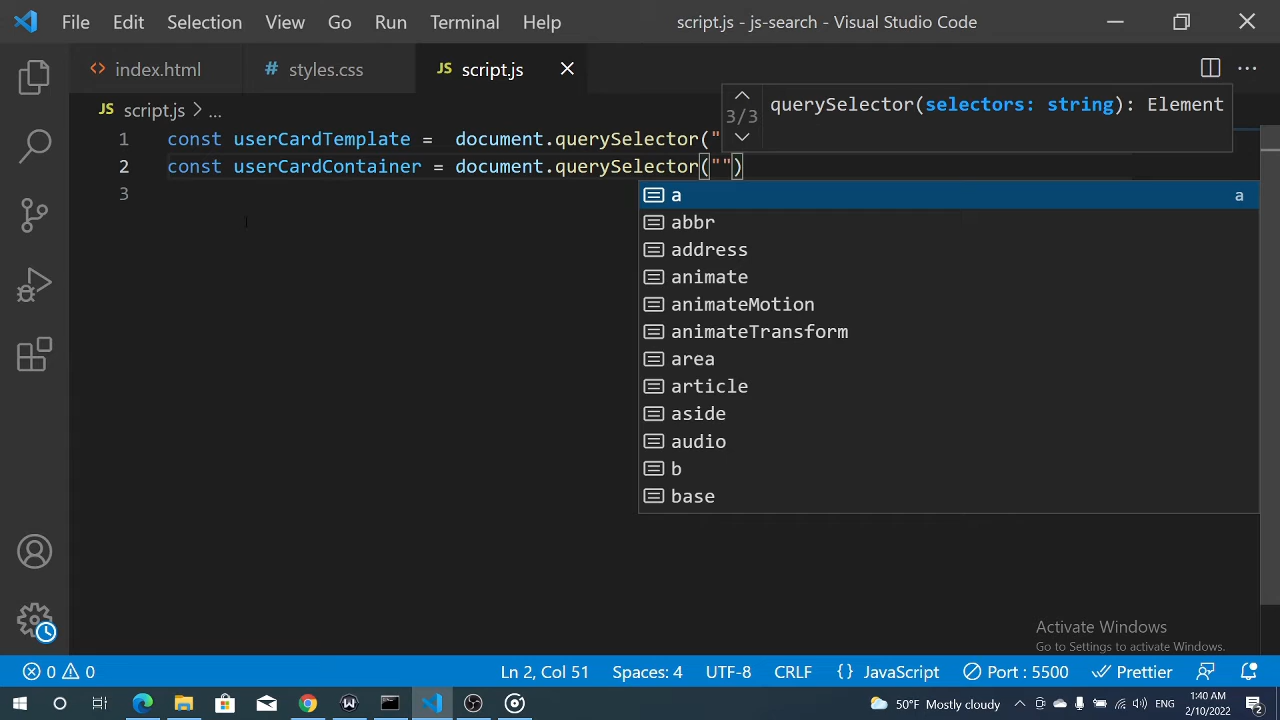 File Edit Selection View Go Run Terminal Help script.js - js-search - Visual Studio Code
index.html # styles.css JS script.js
JS script.js > ...
3/3 querySelector(selectors: string): Element
1 const userCardTemplate =  document.querySelector("
2 const userCardContainer = document.querySelector("")
3
a a
abbr
address
animate
animateMotion
animateTransform
area
article
aside
audio
b
base
Activate Windows
Go to Settings to activate Windows.
0 0 Ln 2, Col 51 Spaces: 4 UTF-8 CRLF {} JavaScript Port : 5500 Prettier
50°F Mostly cloudy 1:40 AM
2/10/2022 2